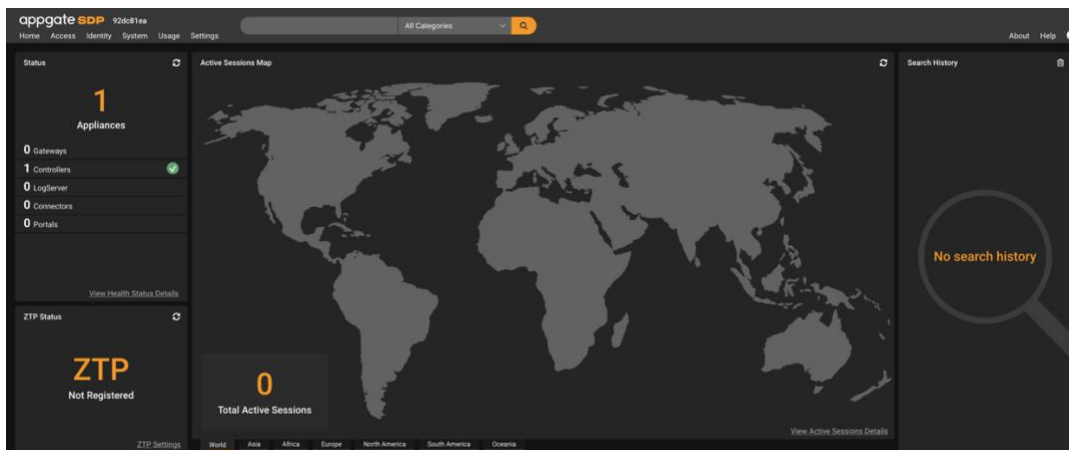 appgate SDP 92dc81ea
All Categories
Home Access Identity System Usage Settings
About Help
Status
1
Appliances
0 Gateways
1 Controllers
0 LogServer
0 Connectors
0 Portals
View Health Status Details
ZTP Status
ZTP
Not Registered
ZTP Settings
Active Sessions Map
0
Total Active Sessions
View Active Sessions Details
World Asia Africa Europe North America South America Oceania
Search History
No search history